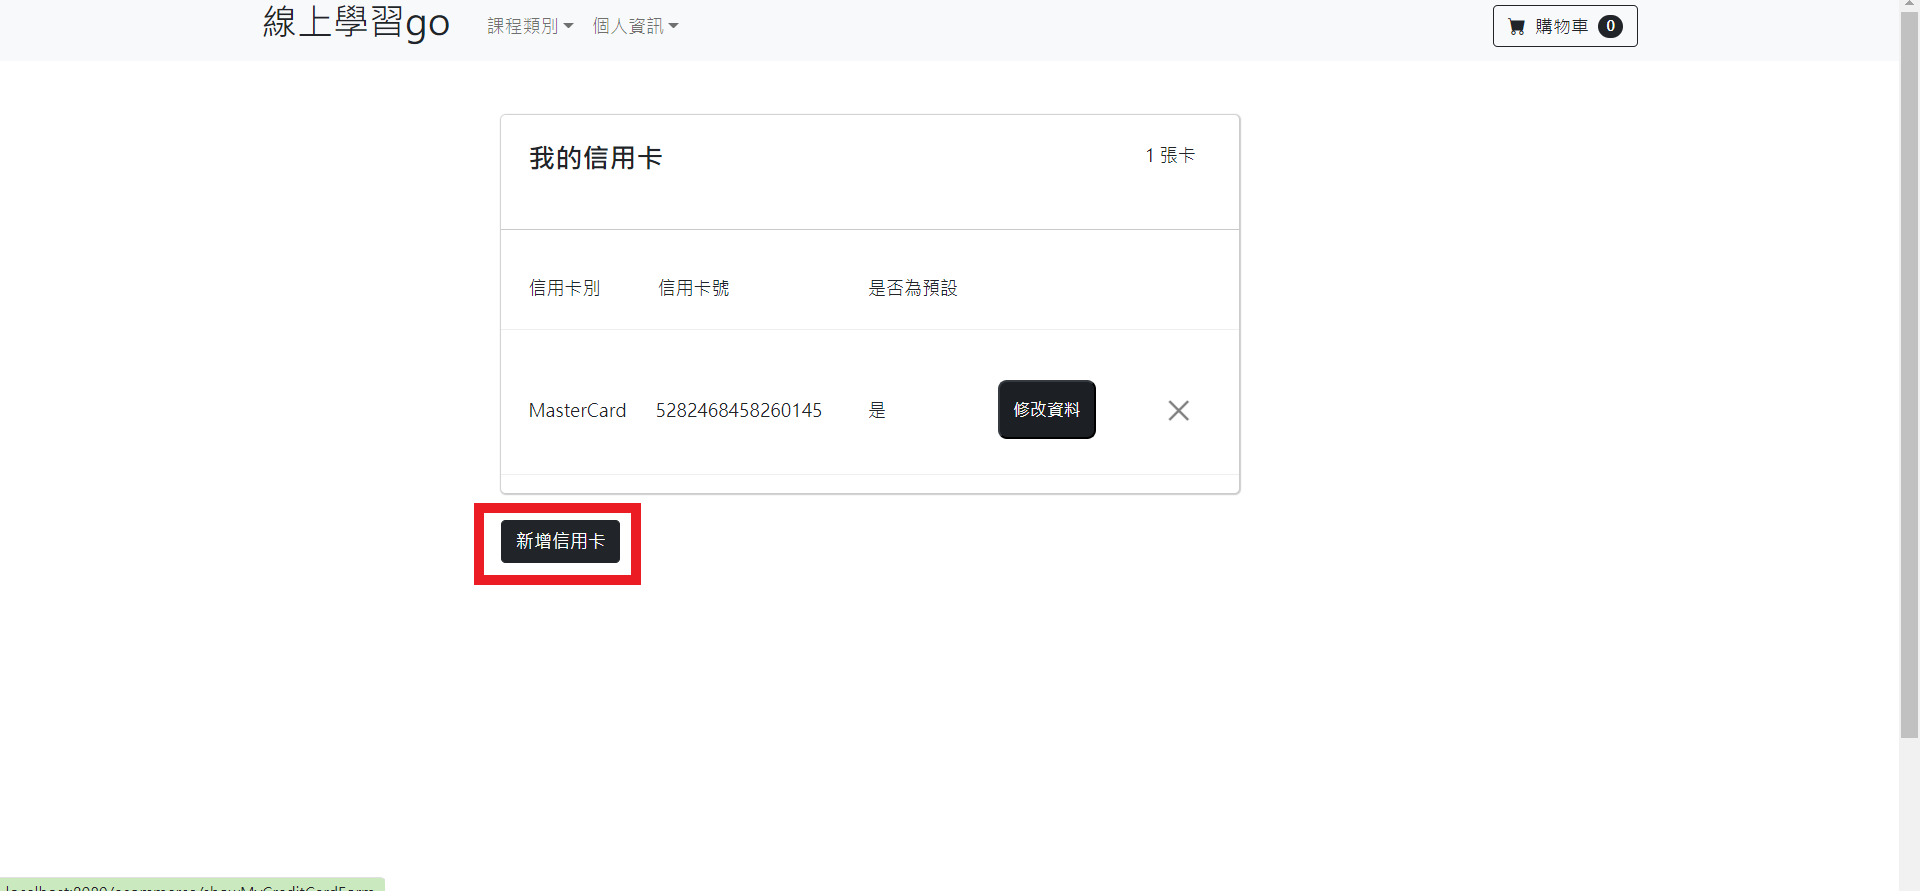 線上學習go 課程類別 個人資訊 購物車 0
我的信用卡 1 張卡
信用卡別 信用卡號 是否為預設
MasterCard 5282468458260145 是 修改資料
新增信用卡
localhost:8080/ecommerce/showMyCreditCardForm